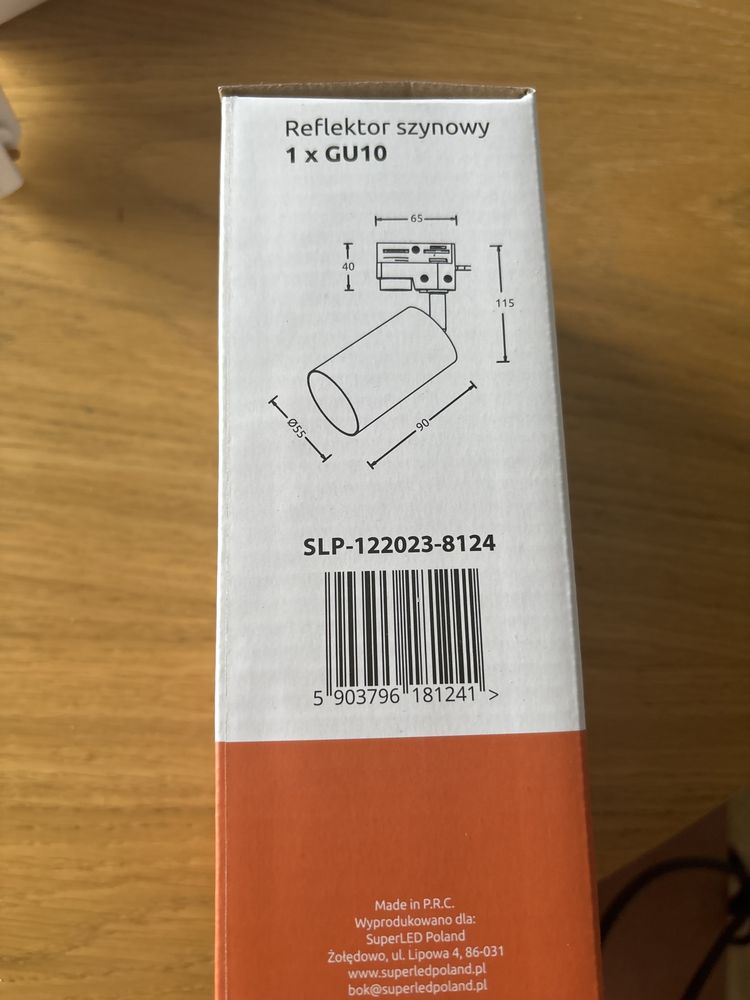 Reflektor szynowy
1 x GU10
65
40
115
Ø55
90
SLP-122023-8124
5 903796 181241 >
Made in P.R.C.
Wyprodukowano dla:
SuperLED Poland
Żołędowo, ul. Lipowa 4, 86-031
www.superledpoland.pl
bok@superledpoland.pl